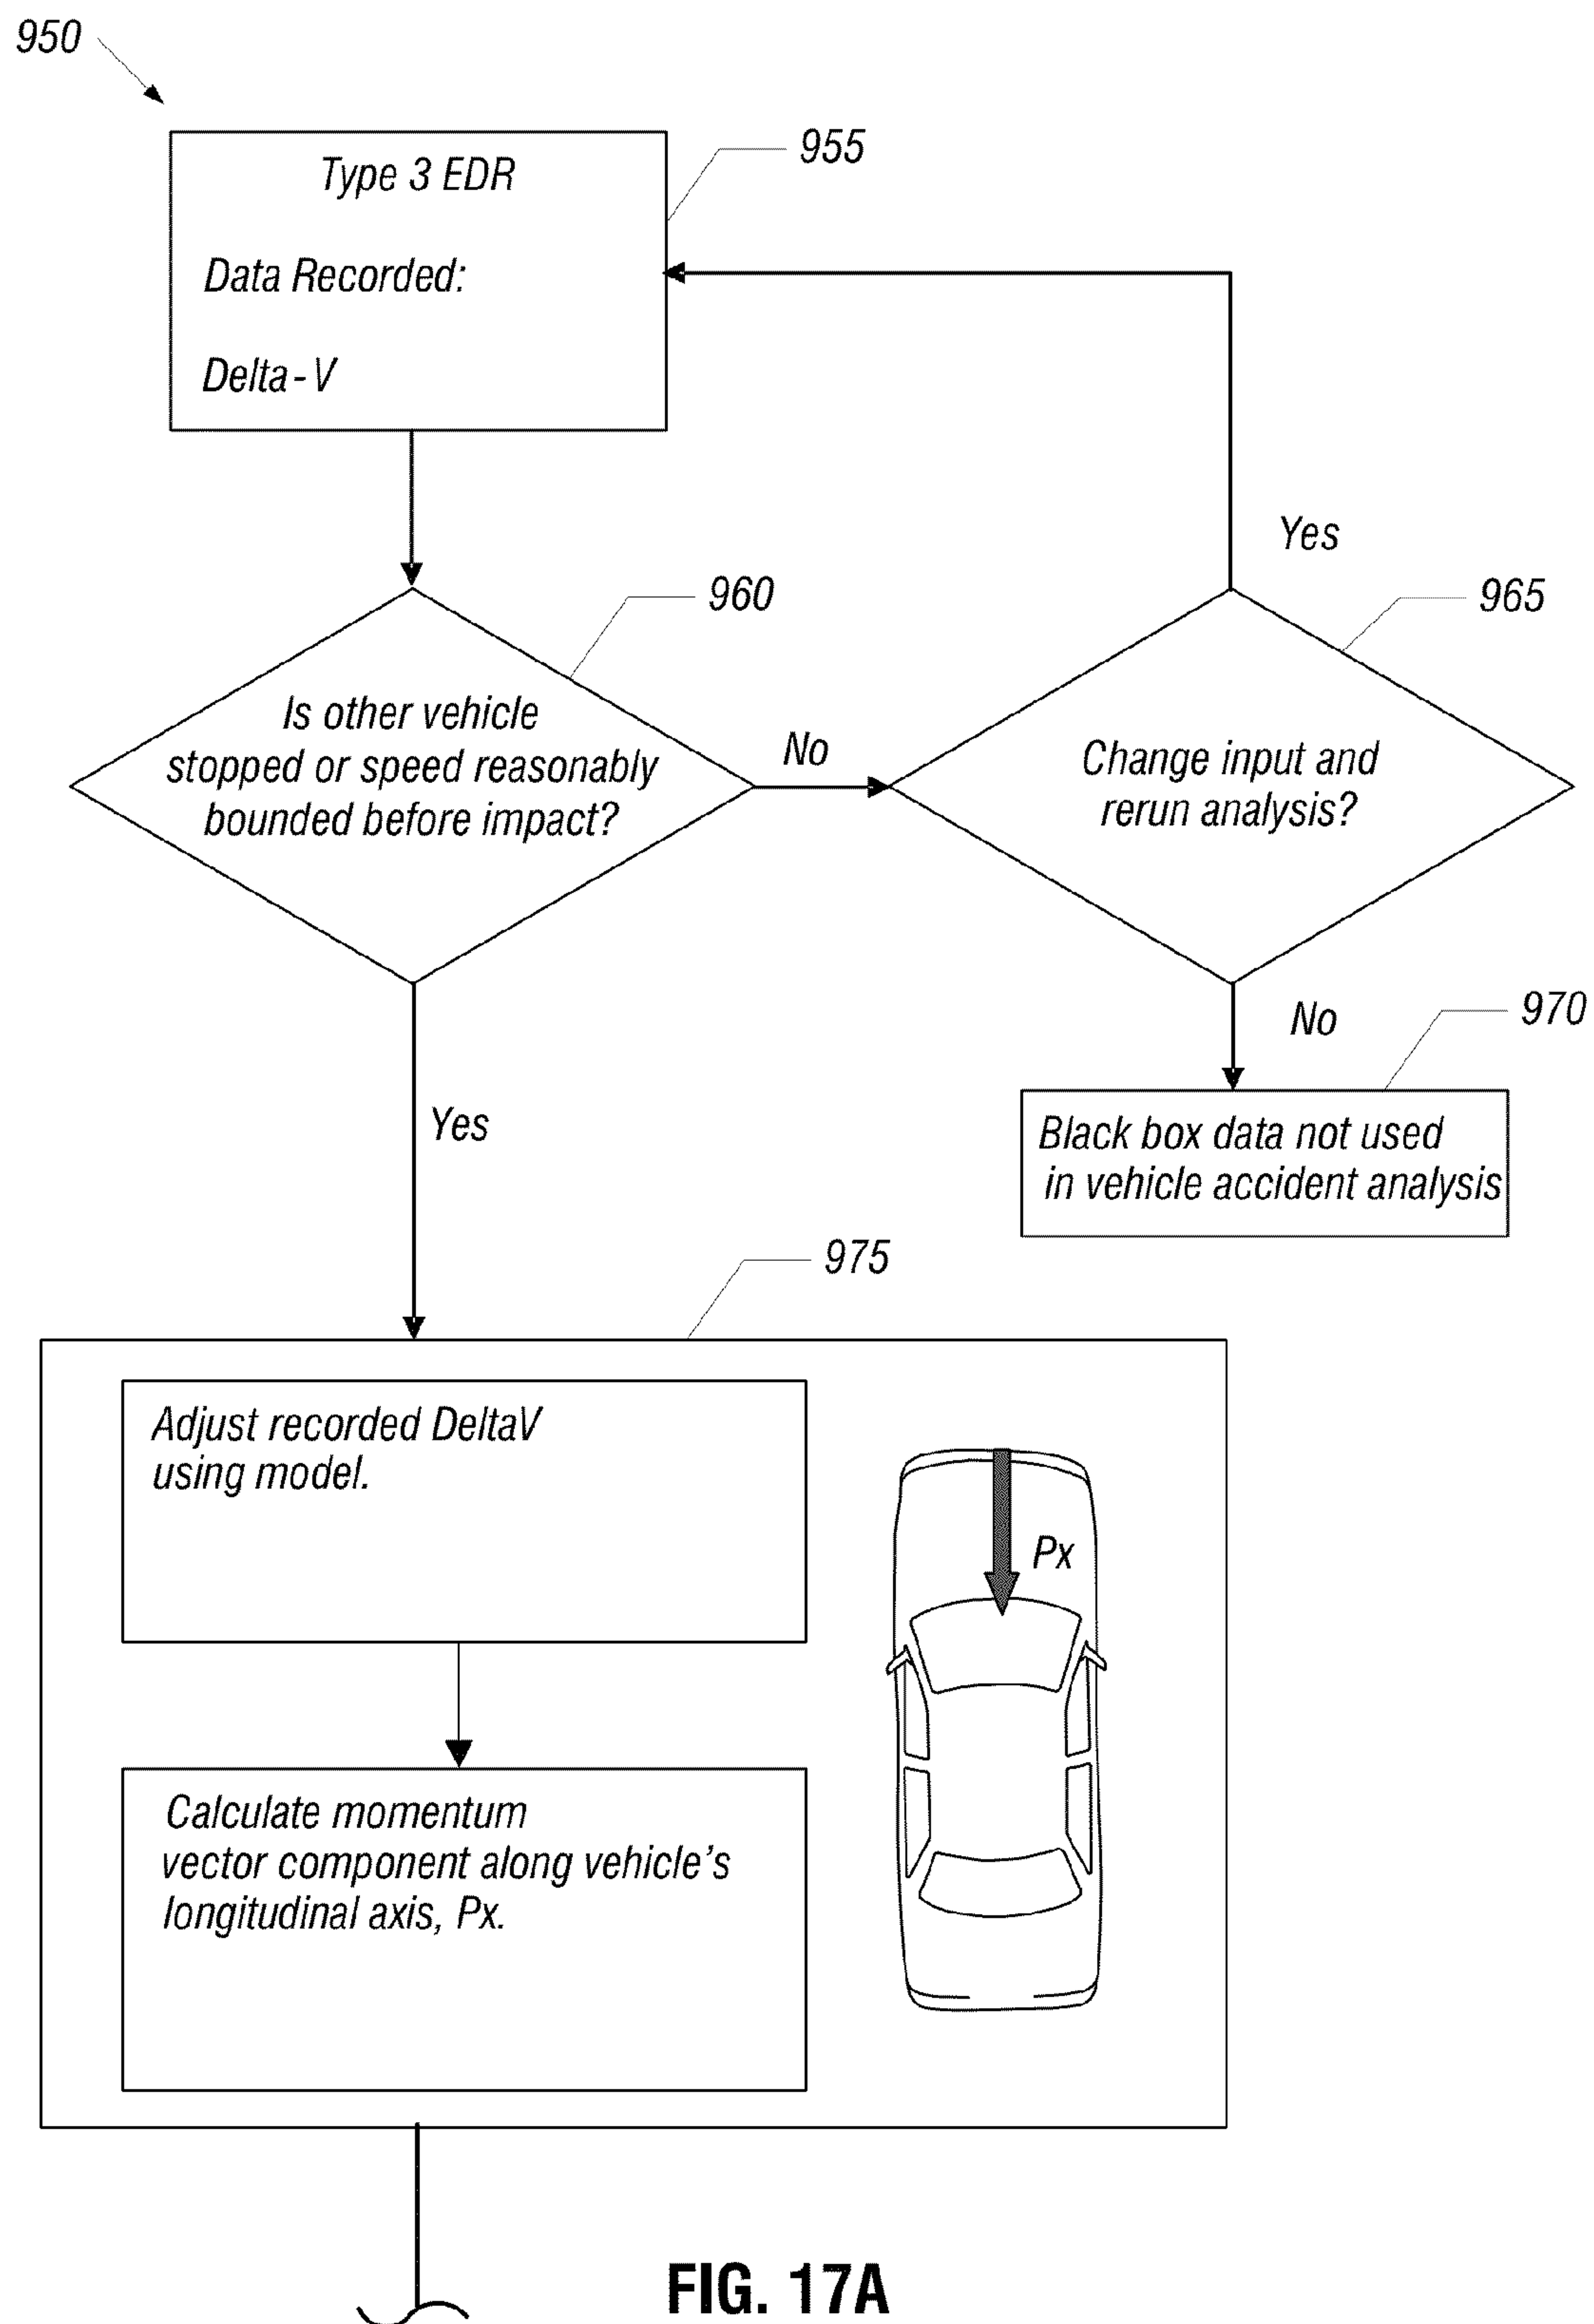 950
955
Type 3 EDR
Data Recorded:
Delta-V
Yes
960
965
Is other vehicle
stopped or speed reasonably
bounded before impact?
No
Change input and
rerun analysis?
No
970
Yes
Black box data not used
in vehicle accident analysis
975
Adjust recorded DeltaV
using model.
Px
Calculate momentum
vector component along vehicle's
longitudinal axis, Px.
FIG. 17A